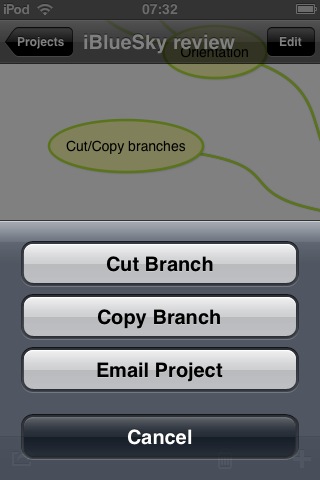 iPod 07:32
Projects iBlueSky review Edit
Orientation
Cut/Copy branches
Cut Branch
Copy Branch
Email Project
Cancel